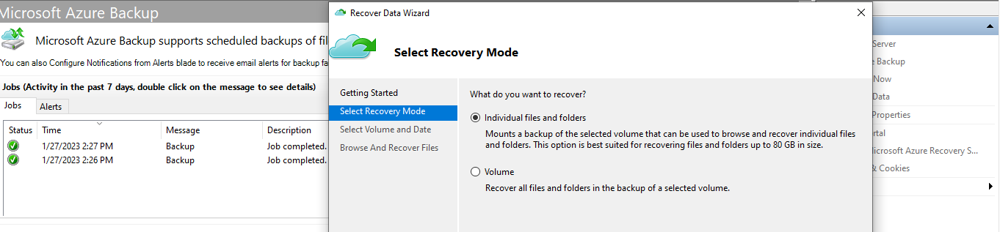 Microsoft Azure Backup
Microsoft Azure Backup supports scheduled backups of fil
You can also Configure Notifications from Alerts blade to receive email alerts for backup fa
Jobs (Activity in the past 7 days, double click on the message to see details)
Jobs
Alerts
Status Time Message Description
1/27/2023 2:27 PM Backup Job completed.
1/27/2023 2:26 PM Backup Job completed.
Recover Data Wizard
Select Recovery Mode
Getting Started
Select Recovery Mode
Select Volume and Date
Browse And Recover Files
What do you want to recover?
Individual files and folders
Mounts a backup of the selected volume that can be used to browse and recover individual files
and folders. This option is best suited for recovering files and folders up to 80 GB in size.
Volume
Recover all files and folders in the backup of a selected volume.
Server
Backup
Now
Data
Properties
rtal
icrosoft Azure Recovery S...
& Cookies